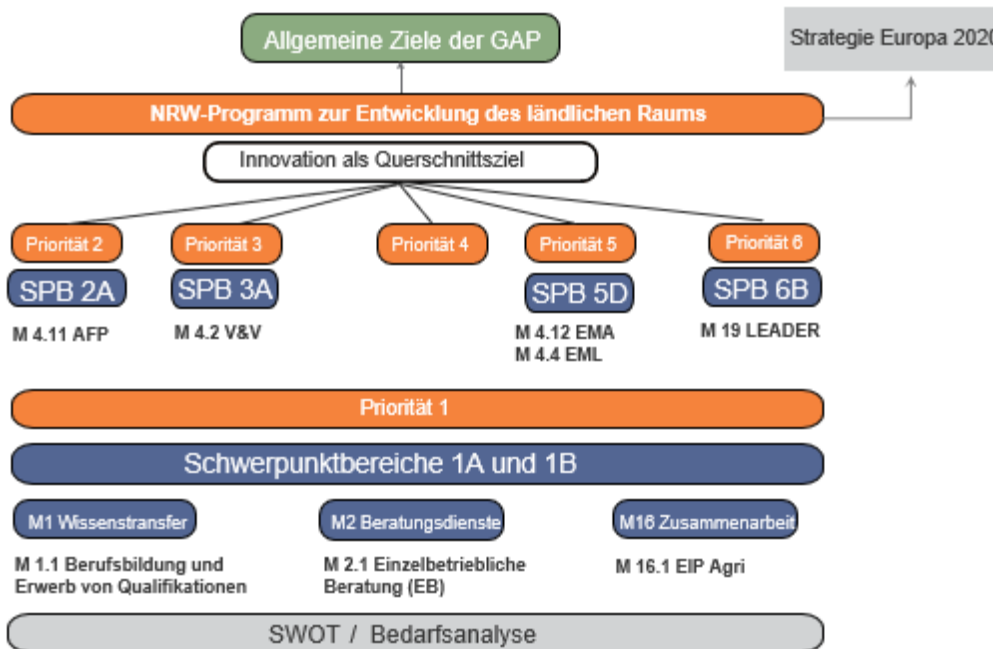 Allgemeine Ziele der GAP
Strategie Europa 2020
NRW-Programm zur Entwicklung des ländlichen Raums
Innovation als Querschnittsziel
Priorität 2
Priorität 3
Priorität 4
Priorität 5
Priorität 6
SPB 2A
SPB 3A
SPB 5D
SPB 6B
M 4.11 AFP
M 4.2 V&V
M 4.12 EMA
M 4.4 EML
M 19 LEADER
Priorität 1
Schwerpunktbereiche 1A und 1B
M1 Wissenstransfer
M2 Beratungsdienste
M16 Zusammenarbeit
M 1.1 Berufsbildung und
Erwerb von Qualifikationen
M 2.1 Einzelbetriebliche
Beratung (EB)
M 16.1 EIP Agri
SWOT / Bedarfsanalyse